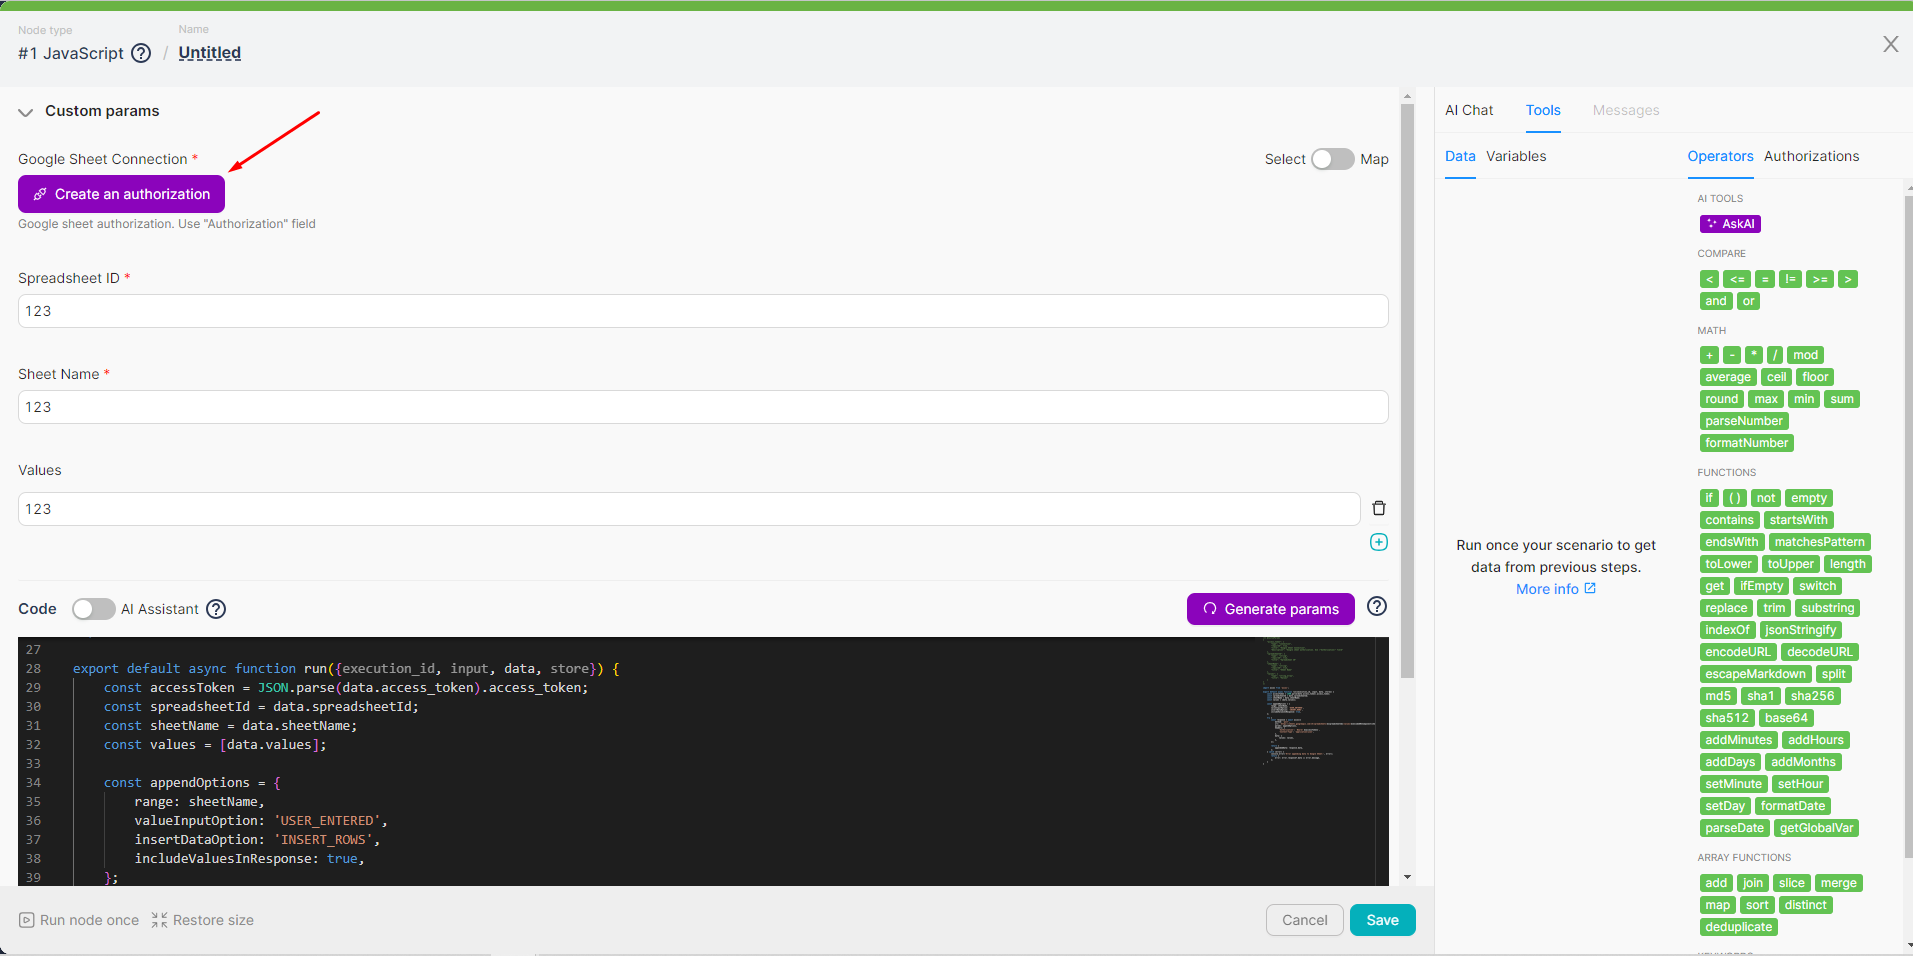 Node type
Name
#1 JavaScript ? / Untitled
X
Custom params
Google Sheet Connection *
Select Map
Create an authorization
Google sheet authorization. Use "Authorization" field
Spreadsheet ID *
123
Sheet Name *
123
Values
123
Code AI Assistant ?
Generate params ?
27
28 export default async function run({execution_id, input, data, store}) {
29 const accessToken = JSON.parse(data.access_token).access_token;
30 const spreadsheetId = data.spreadsheetId;
31 const sheetName = data.sheetName;
32 const values = [data.values];
33
34 const appendOptions = {
35 range: sheetName,
36 valueInputOption: 'USER_ENTERED',
37 insertDataOption: 'INSERT_ROWS',
38 includeValuesInResponse: true,
39 };
Run node once Restore size
Cancel Save
AI Chat Tools Messages
Data Variables
Run once your scenario to get
data from previous steps.
More info
Operators Authorizations
AI TOOLS
AskAI
COMPARE
< <= = != >= >
and or
MATH
+ - * / mod
average ceil floor
round max min sum
parseNumber
formatNumber
FUNCTIONS
if ( ) not empty
contains startsWith
endsWith matchesPattern
toLower toUpper length
get ifEmpty switch
replace trim substring
indexOf jsonStringify
encodeURL decodeURL
escapeMarkdown split
md5 sha1 sha256
sha512 base64
addMinutes addHours
addDays addMonths
setMinute setHour
setDay formatDate
parseDate getGlobalVar
ARRAY FUNCTIONS
add join slice merge
map sort distinct
deduplicate